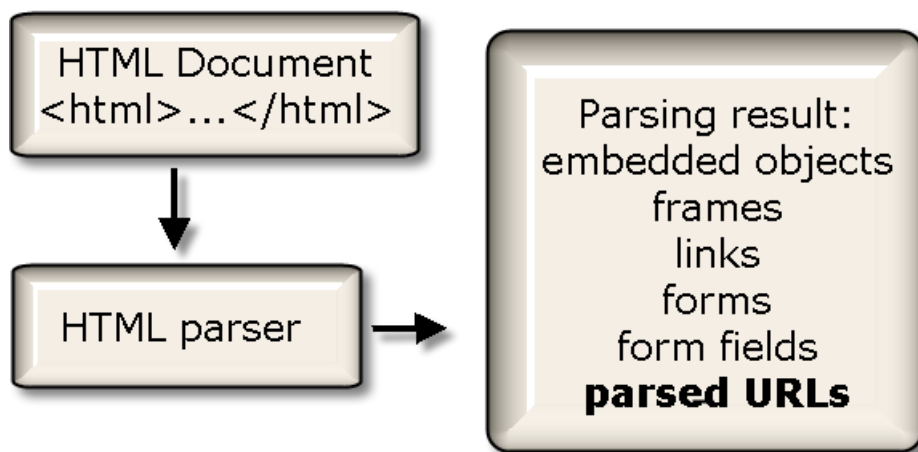 HTML Document
<html>...</html>
HTML parser
Parsing result:
embedded objects
frames
links
forms
form fields
parsed URLs